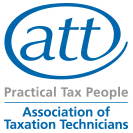 att
Practical Tax People
Association of
Taxation Technicians